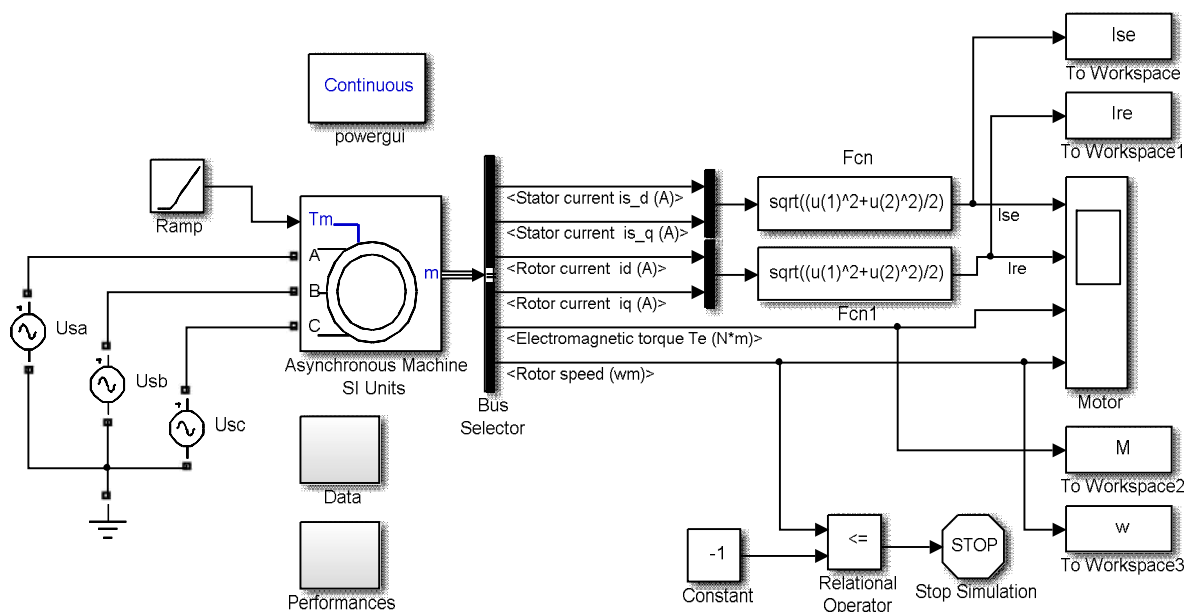 Ise
To Workspace
Continuous
powergui
Ire
To Workspace1
Fcn
Ramp
Tm
<Stator current is_d (A)>
sqrt((u(1)^2+u(2)^2)/2)
Ise
<Stator current  is_q (A)>
A
m
<Rotor current  id (A)>
sqrt((u(1)^2+u(2)^2)/2)
Ire
B
<Rotor current  iq (A)>
Fcn1
Usa
C
<Electromagnetic torque Te (N*m)>
Asynchronous Machine
SI Units
<Rotor speed (wm)>
Usb
Bus
Selector
Motor
Usc
M
To Workspace2
Data
w
To Workspace3
-1
Constant
<=
Relational
Operator
STOP
Stop Simulation
Performances